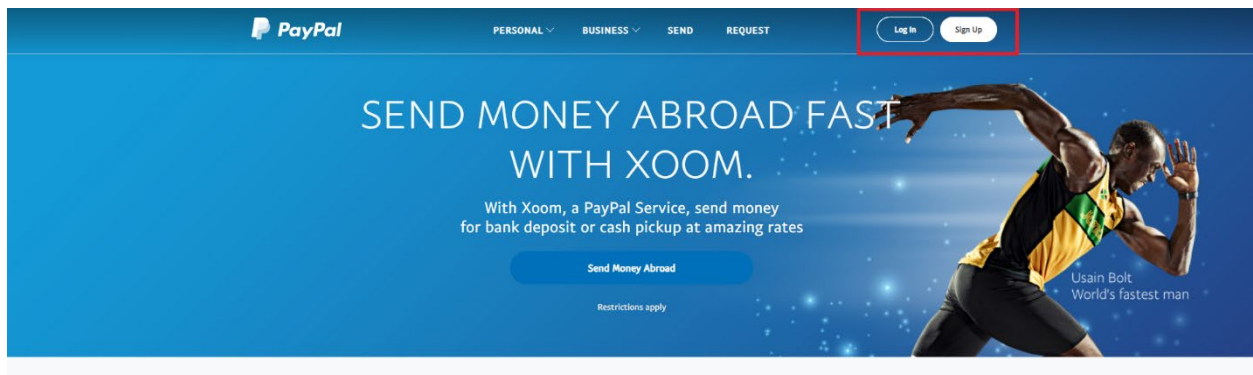 PayPal
PERSONAL BUSINESS SEND REQUEST
Log In Sign Up
SEND MONEY ABROAD FAST
WITH XOOM.
With Xoom, a PayPal Service, send money
for bank deposit or cash pickup at amazing rates
Send Money Abroad
Restrictions apply
Usain Bolt
World's fastest man